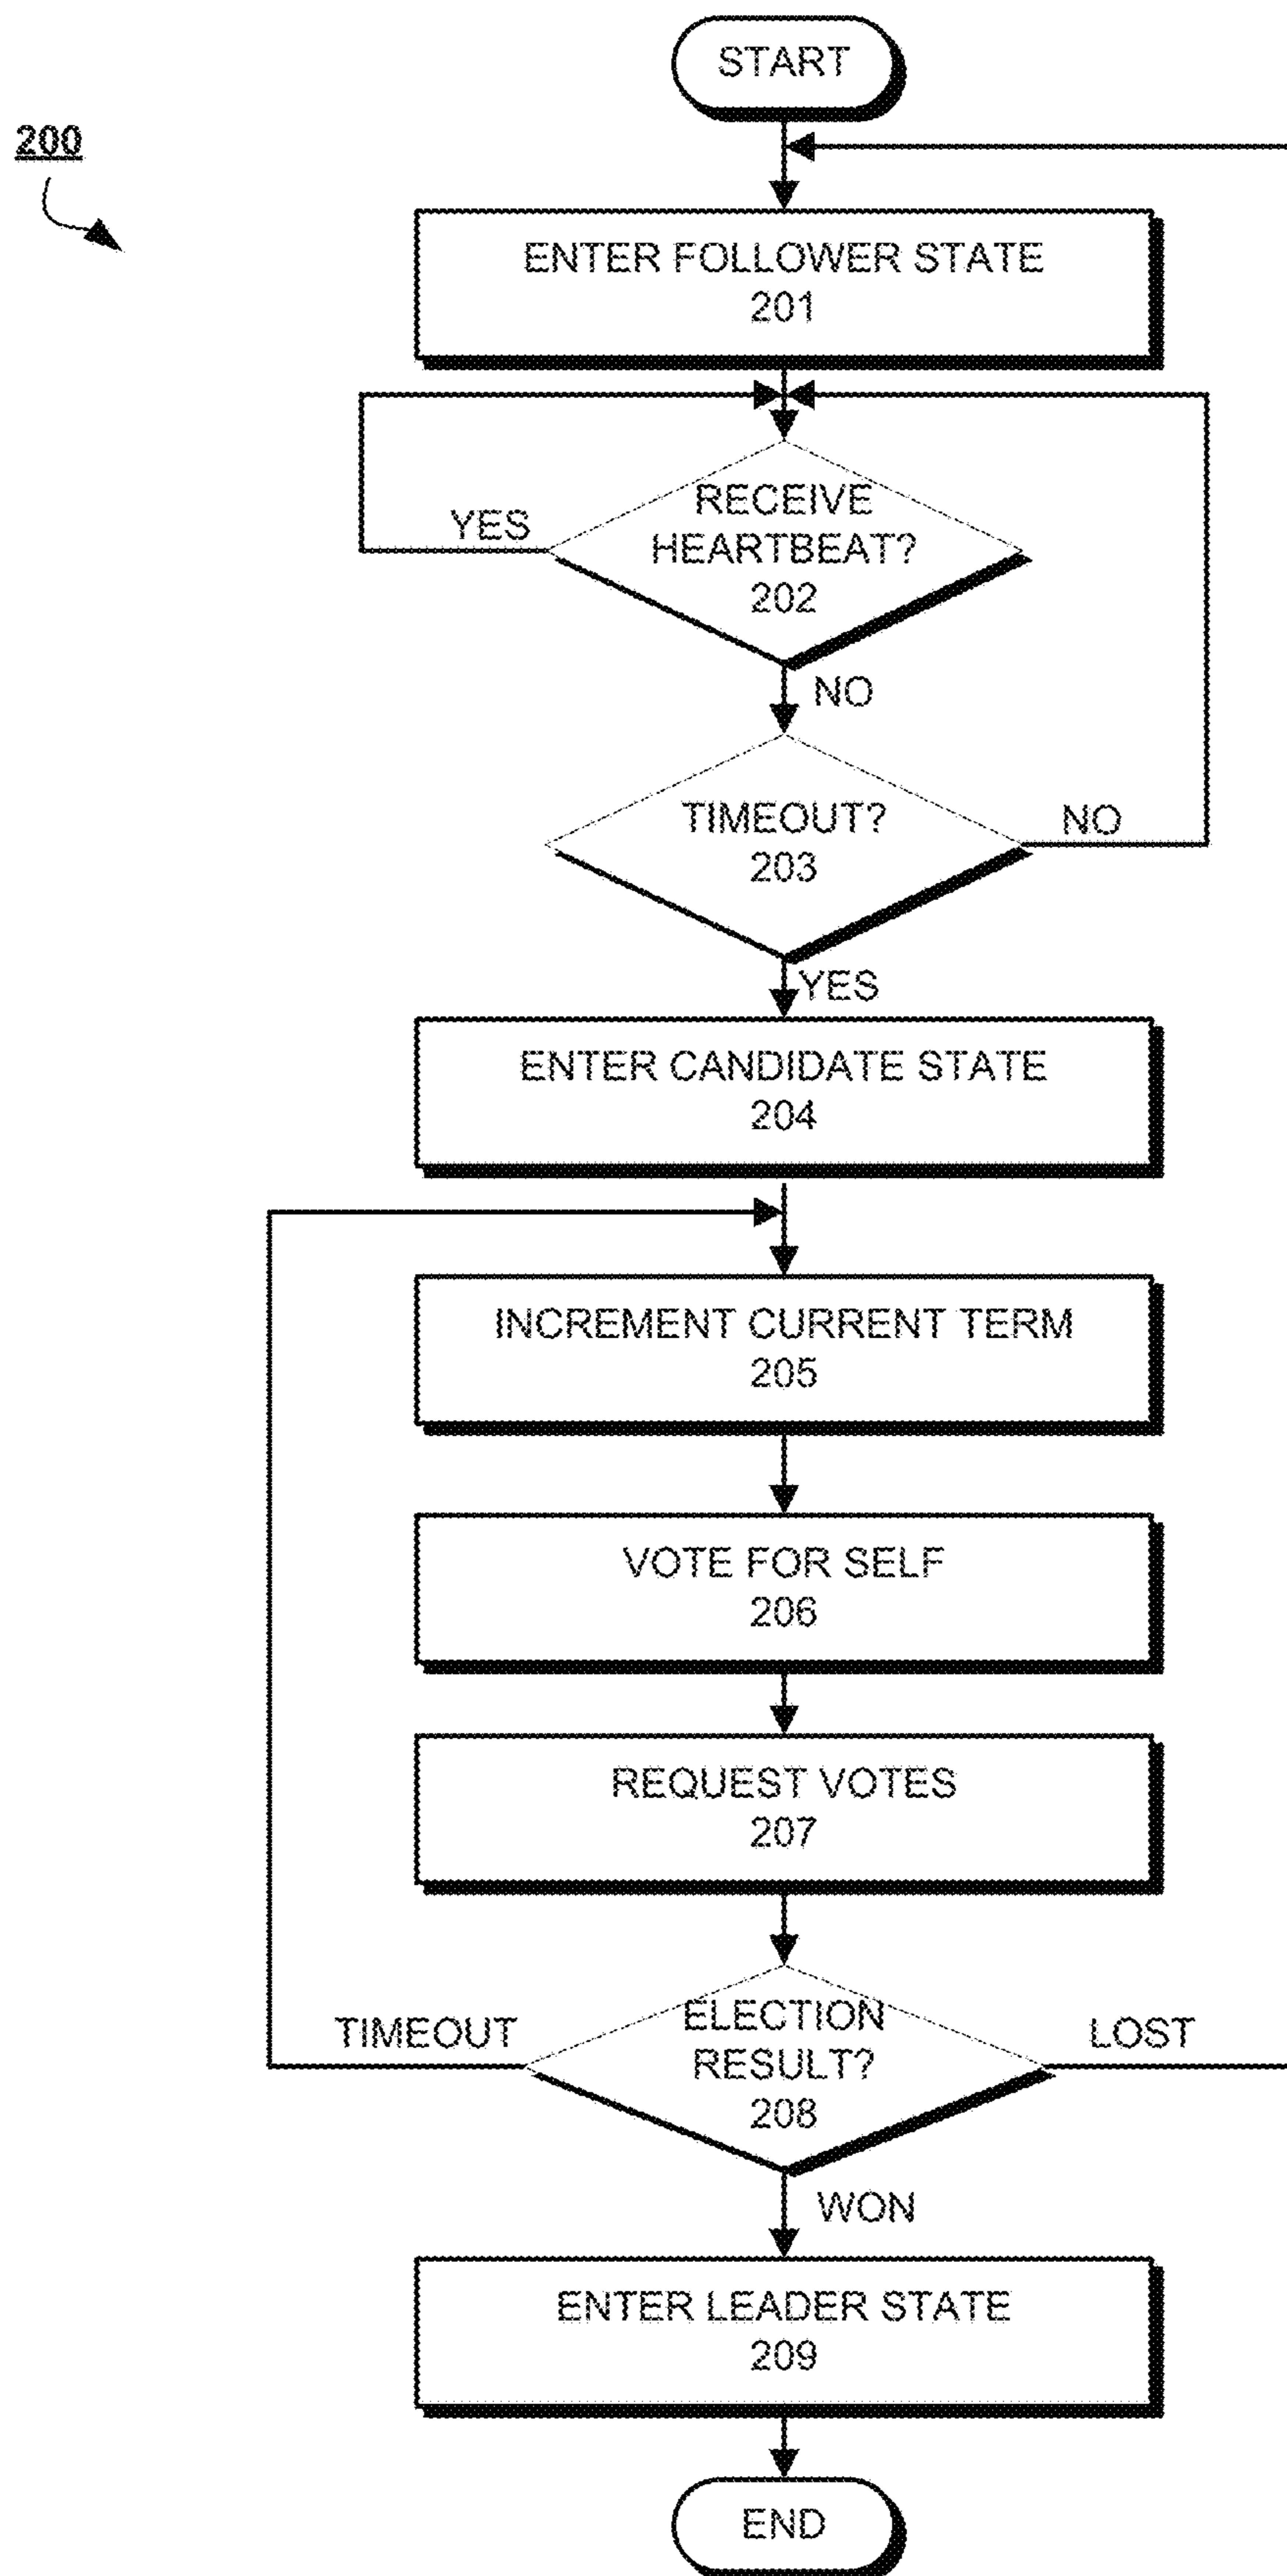 START
200
ENTER FOLLOWER STATE
201
RECEIVE
HEARTBEAT?
202
YES
NO
TIMEOUT?
203
NO
YES
ENTER CANDIDATE STATE
204
INCREMENT CURRENT TERM
205
VOTE FOR SELF
206
REQUEST VOTES
207
ELECTION
RESULT?
208
TIMEOUT
LOST
WON
ENTER LEADER STATE
209
END